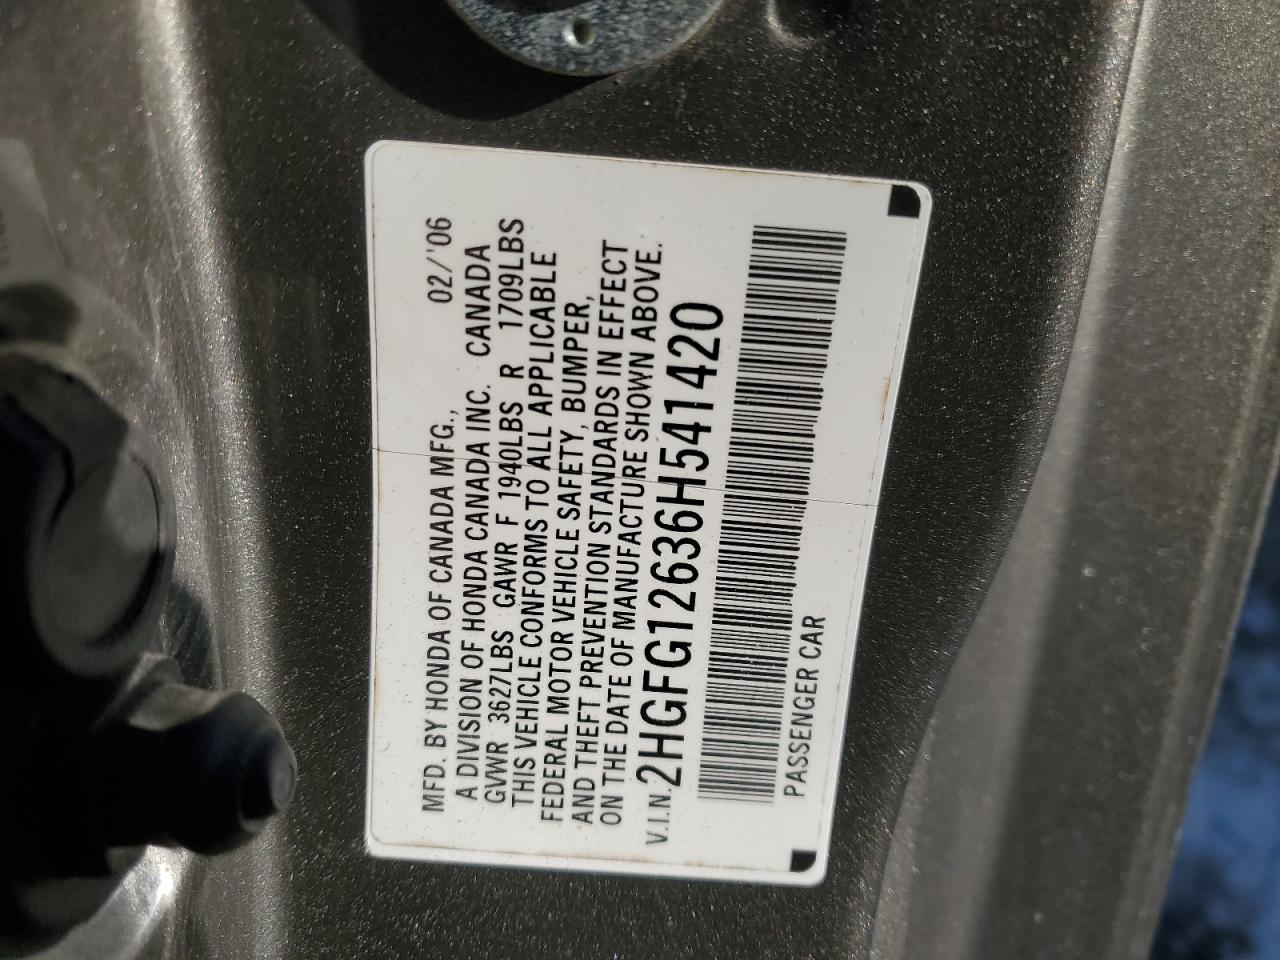 MFD. BY HONDA OF CANADA MFG., 02/'06
A DIVISION OF HONDA CANADA INC. CANADA
GVWR 3627LBS GAWR F 1940LBS R 1709LBS
THIS VEHICLE CONFORMS TO ALL APPLICABLE
FEDERAL MOTOR VEHICLE SAFETY, BUMPER,
AND THEFT PREVENTION STANDARDS IN EFFECT
ON THE DATE OF MANUFACTURE SHOWN ABOVE.
V.I.N. 2HGFG12636H541420
PASSENGER CAR